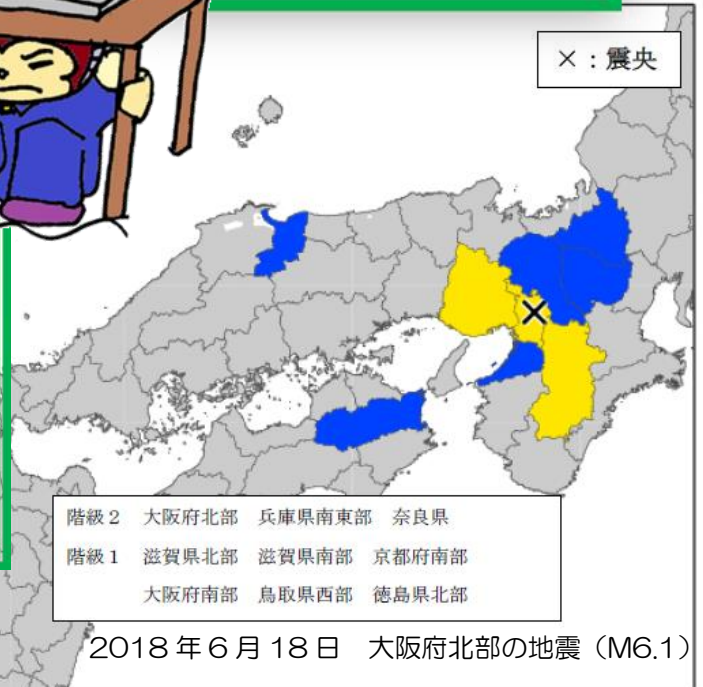 ×：震央
階級２　大阪府北部　兵庫県南東部　奈良県
階級１　滋賀県北部　滋賀県南部　京都府南部
大阪府南部　鳥取県西部　徳島県北部
2018年6月18日　大阪府北部の地震（M6.1）